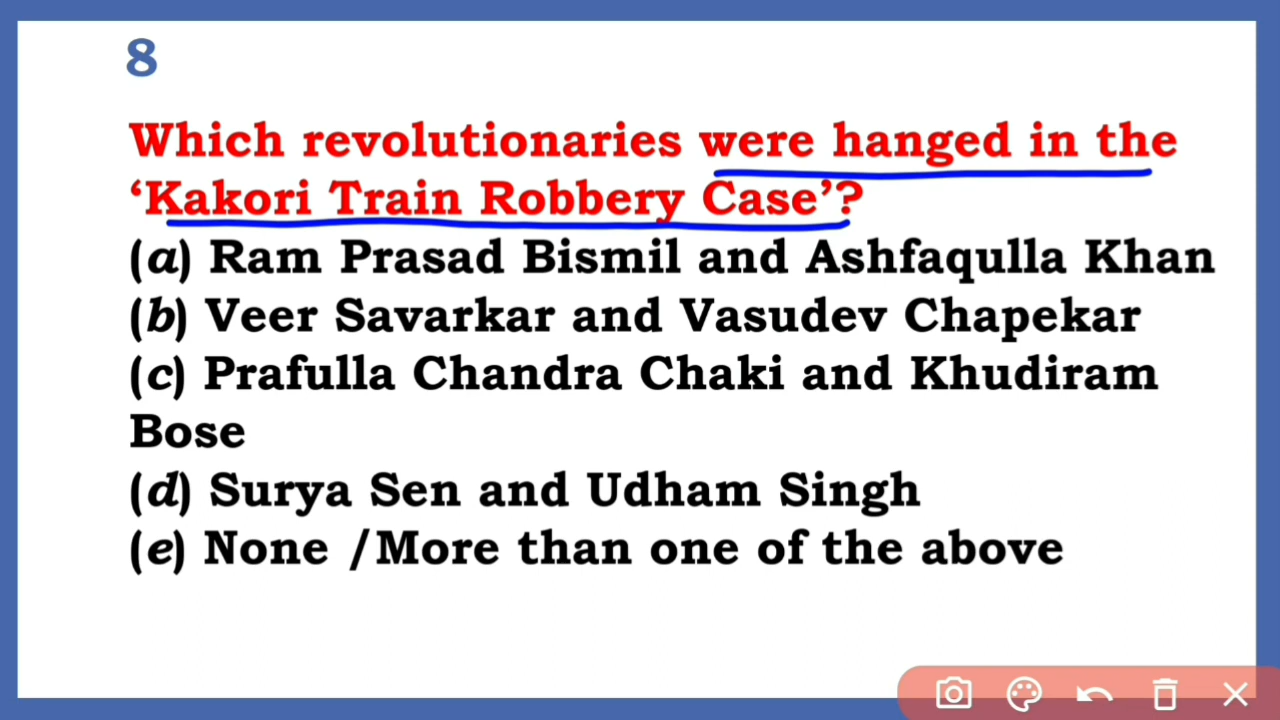 8
Which revolutionaries were hanged in the
‘Kakori Train Robbery Case’?
(a) Ram Prasad Bismil and Ashfaqulla Khan
(b) Veer Savarkar and Vasudev Chapekar
(c) Prafulla Chandra Chaki and Khudiram
Bose
(d) Surya Sen and Udham Singh
(e) None /More than one of the above